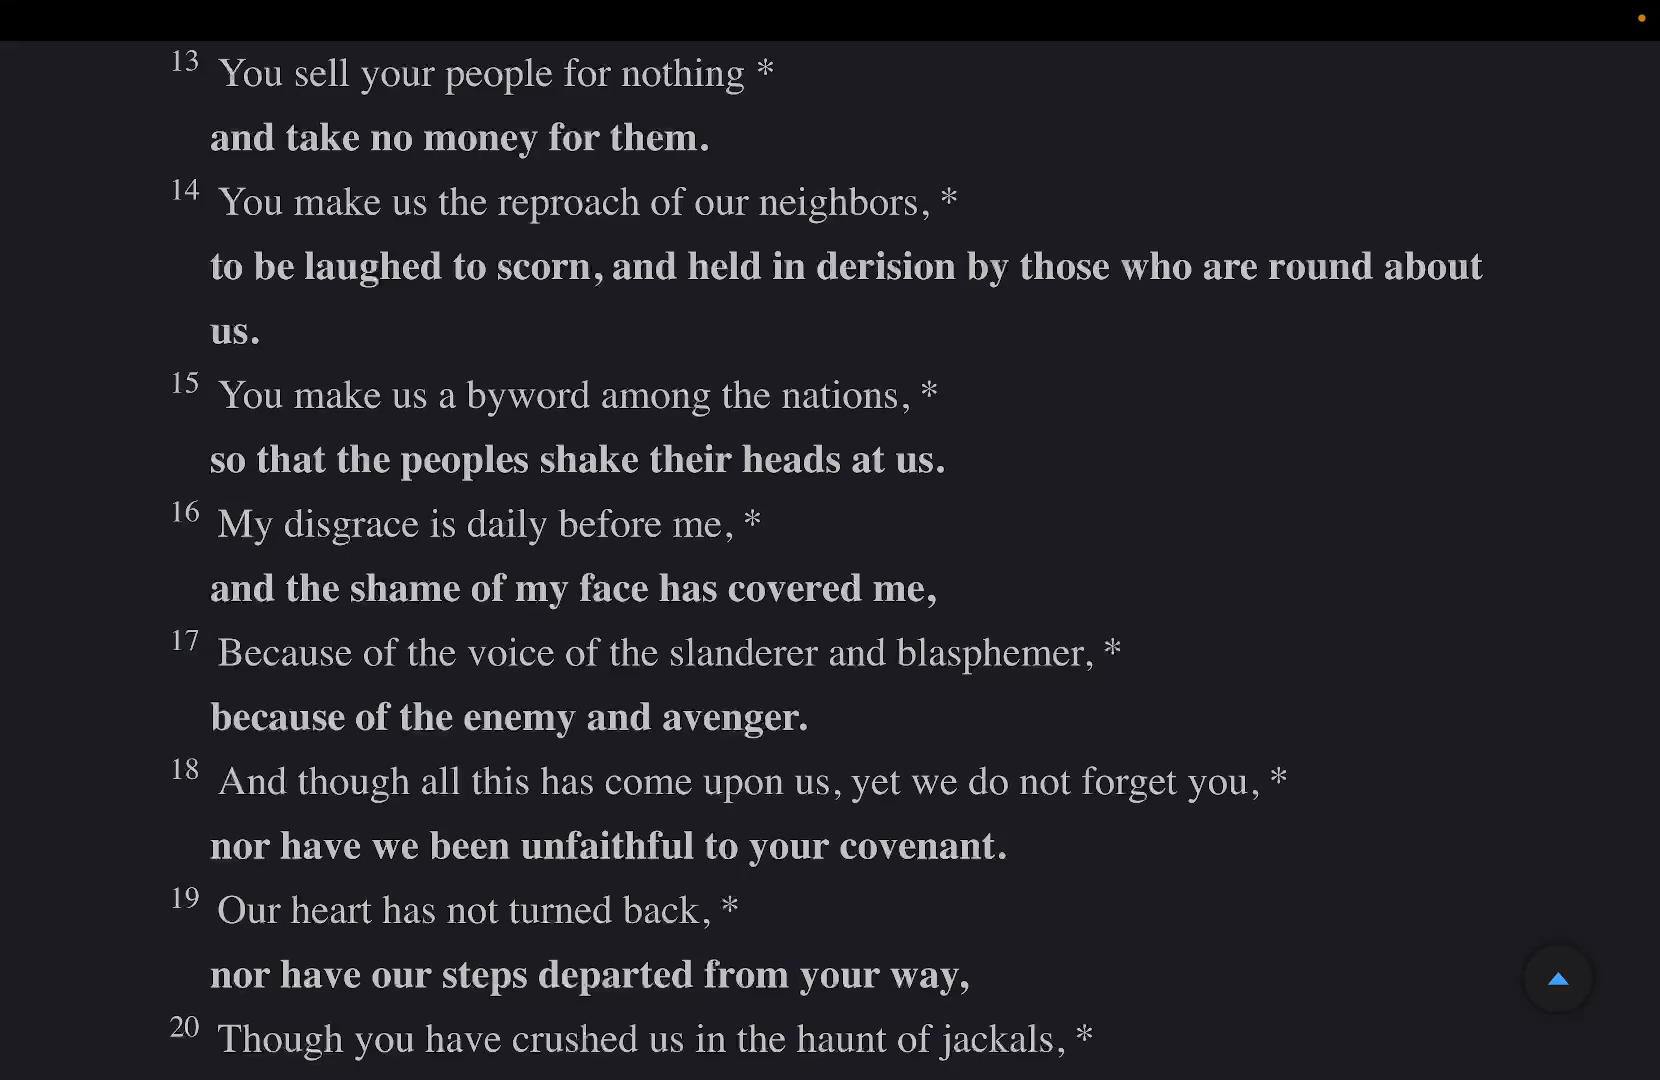 13 You sell your people for nothing *
and take no money for them.
14 You make us the reproach of our neighbors, *
to be laughed to scorn, and held in derision by those who are round about
us.
15 You make us a byword among the nations, *
so that the peoples shake their heads at us.
16 My disgrace is daily before me, *
and the shame of my face has covered me,
17 Because of the voice of the slanderer and blasphemer, *
because of the enemy and avenger.
18 And though all this has come upon us, yet we do not forget you, *
nor have we been unfaithful to your covenant.
19 Our heart has not turned back, *
nor have our steps departed from your way,
20 Though you have crushed us in the haunt of jackals, *